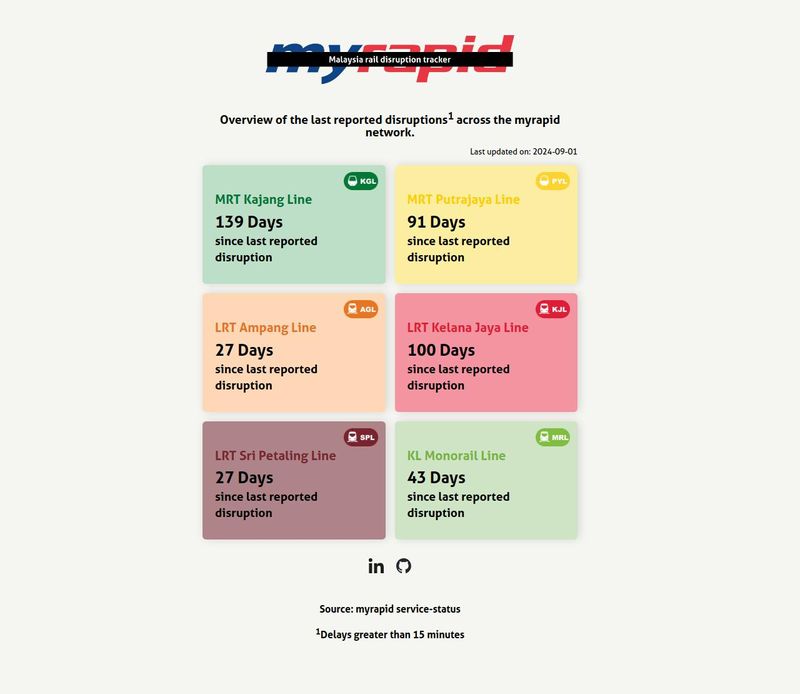 myrapid
Malaysia rail disruption tracker
Overview of the last reported disruptions1 across the myrapid
network.
Last updated on: 2024-09-01
KGL
MRT Kajang Line
139 Days
since last reported
disruption
PYL
MRT Putrajaya Line
91 Days
since last reported
disruption
AGL
LRT Ampang Line
27 Days
since last reported
disruption
KJL
LRT Kelana Jaya Line
100 Days
since last reported
disruption
SPL
LRT Sri Petaling Line
27 Days
since last reported
disruption
MRL
KL Monorail Line
43 Days
since last reported
disruption
in
Source: myrapid service-status
1Delays greater than 15 minutes